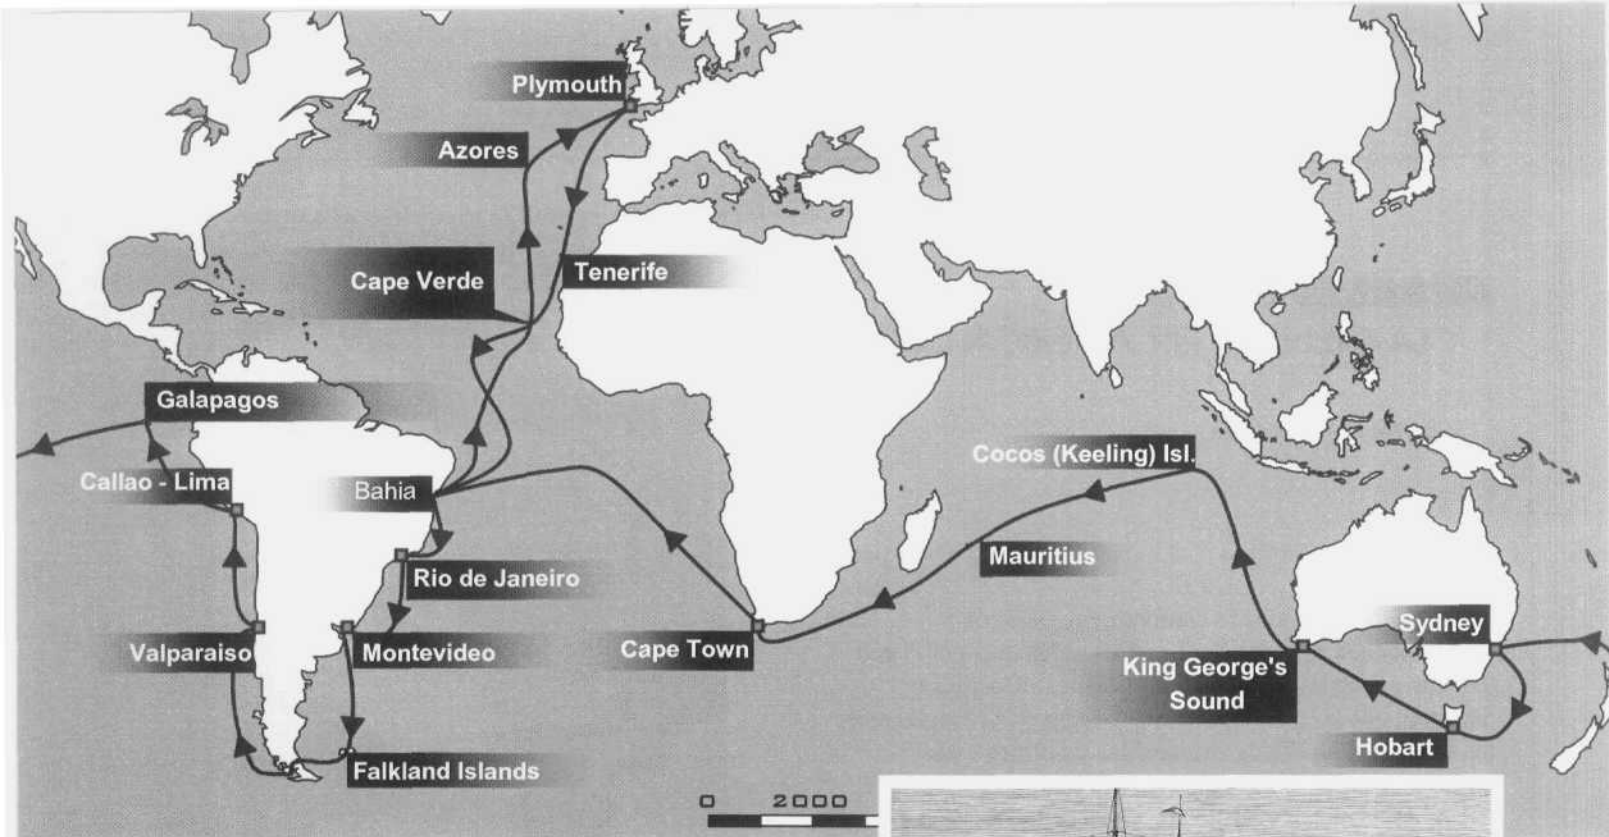 Plymouth
Azores
Cape Verde
Tenerife
Galapagos
Callao - Lima
Bahia
Cocos (Keeling) Isl.
Mauritius
Rio de Janeiro
Sydney
Valparaiso
Montevideo
Cape Town
King George's
Sound
Hobart
Falkland Islands
0 2000